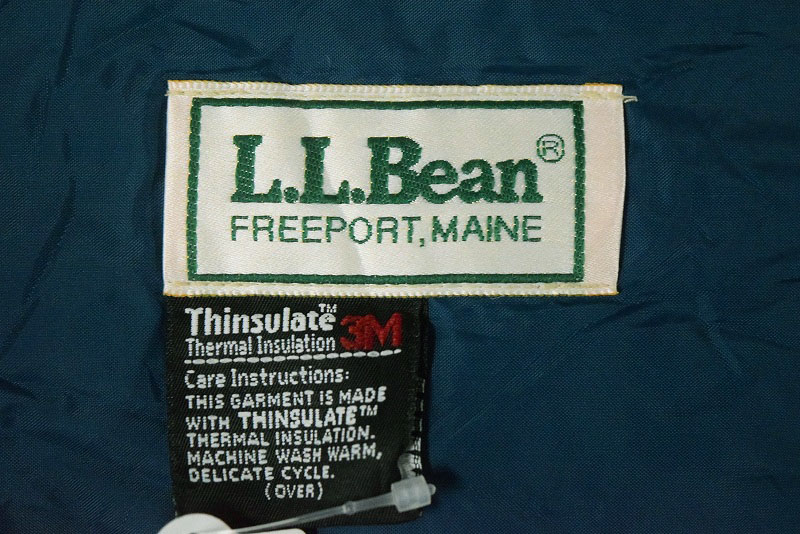 L.L.Bean®
FREEPORT, MAINE
Thinsulate™ 3M
Thermal Insulation
Care Instructions:
THIS GARMENT IS MADE
WITH THINSULATE™
THERMAL INSULATION.
MACHINE WASH WARM,
DELICATE CYCLE.
(OVER)